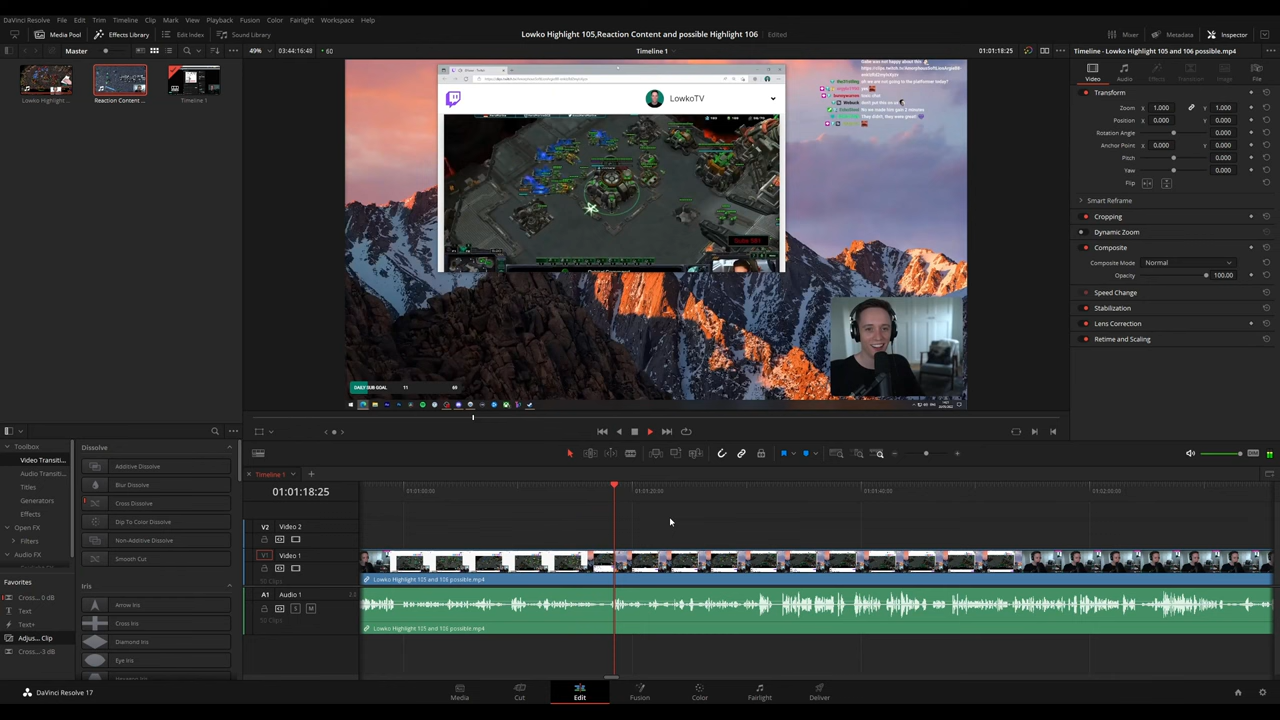 DaVinci Resolve File Edit Trim Timeline Clip Mark View Playback Fusion Color Fairlight Workspace Help
Media Pool Effects Library Edit Index Sound Library
Lowko Highlight 105,Reaction Content and possible Highlight 106 Edited
Mixer Metadata Inspector
Master
49% 03:44:16:48 60
Timeline 1
01:01:18:25
Timeline - Lowko Highlight 105 and 106 possible.mp4
Video Audio Effects Transition Image File
Lowko Highlight ...
Reaction Content ...
Timeline 1
LowkoTV
DAILY SUB GOAL 11
Transform
Zoom X 1.000 Y 1.000
Position X 0.000 Y 0.000
Rotation Angle 0.000
Anchor Point X 0.000 Y 0.000
Pitch 0.000
Yaw 0.000
Flip
Smart Reframe
Cropping
Dynamic Zoom
Composite
Composite Mode Normal
Opacity 100.00
Speed Change
Stabilization
Lens Correction
Retime and Scaling
Toolbox
Video Transiti...
Audio Transiti...
Titles
Generators
Effects
Open FX
Filters
Audio FX
Favorites
Cross... 0 dB
Text
Text+
Adjus... Clip
Cross...-3 dB
Dissolve
Additive Dissolve
Blur Dissolve
Cross Dissolve
Dip To Color Dissolve
Non-Additive Dissolve
Smooth Cut
Iris
Arrow Iris
Cross Iris
Diamond Iris
Eye Iris
Timeline 1
01:01:18:25
01:01:00:00 01:01:20:00 01:01:40:00 01:02:00:00
V2 Video 2
V1 Video 1
Lowko Highlight 105 and 106 possible.mp4
A1 Audio 1 2.0
S M
Lowko Highlight 105 and 106 possible.mp4
DaVinci Resolve 17
Media Cut Edit Fusion Color Fairlight Deliver